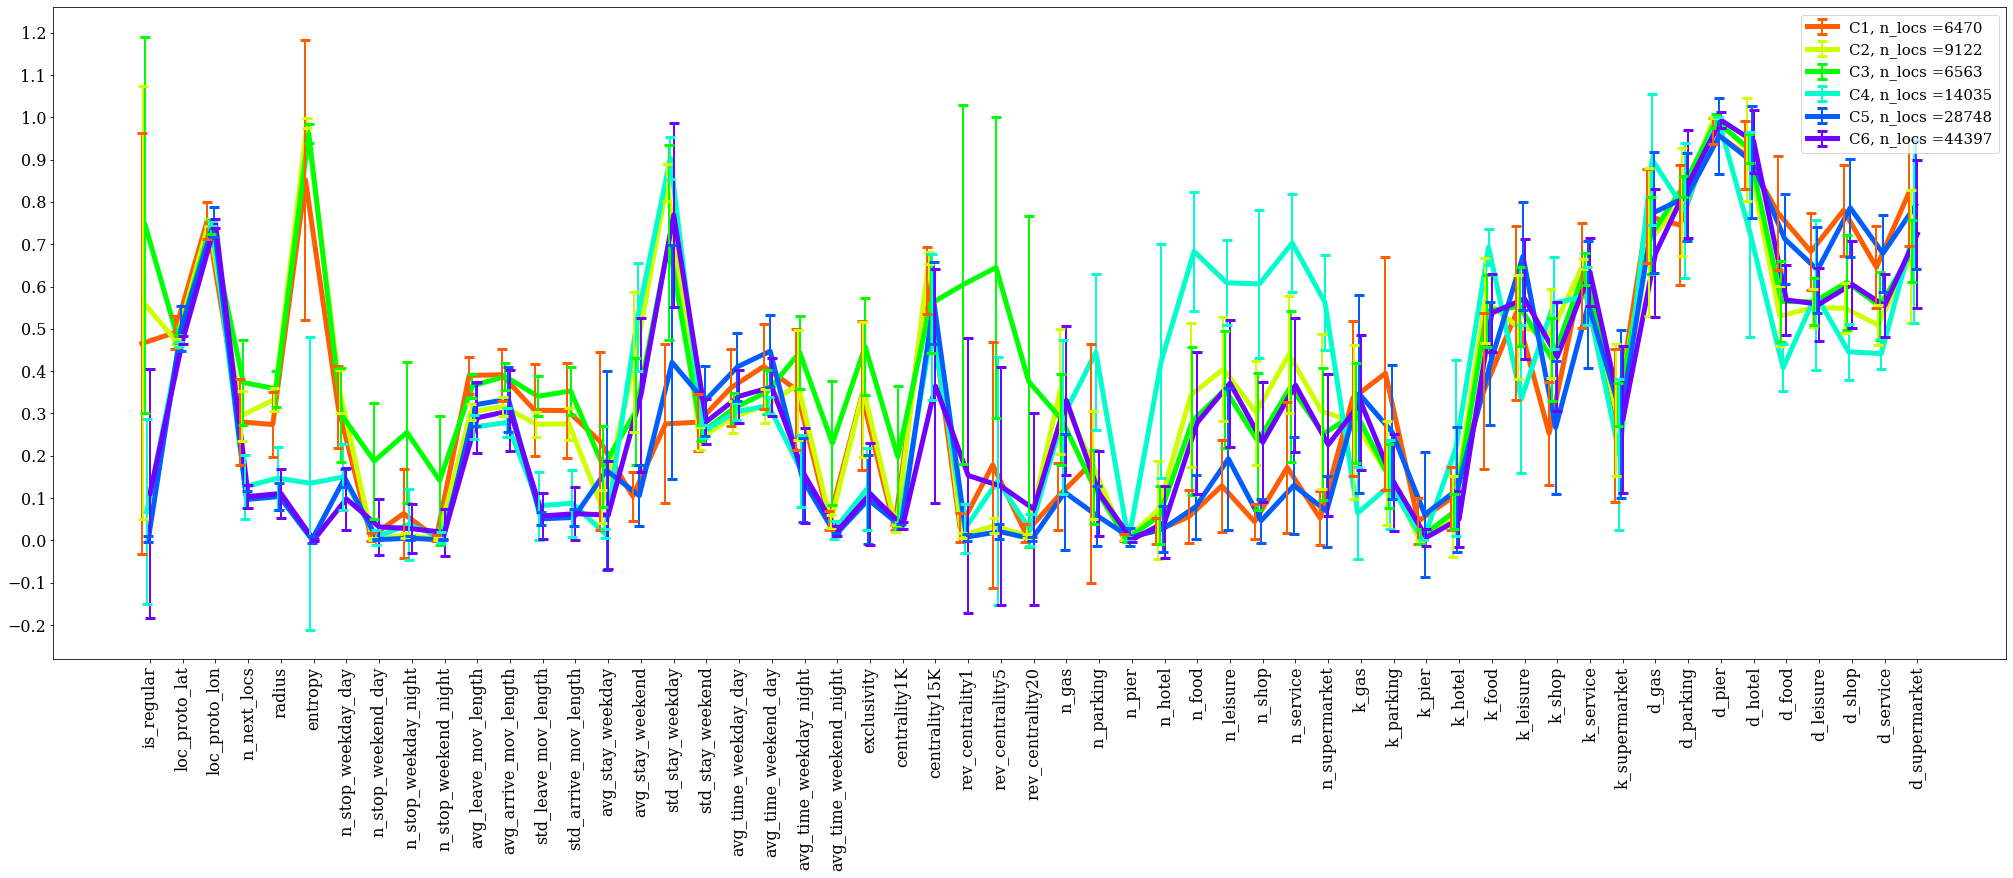 1.2
1.1
1.0
0.9
0.8
0.7
0.6
0.5
0.4
0.3
0.2
0.1
0.0
−0.1
−0.2
C1, n_locs =6470
C2, n_locs =9122
C3, n_locs =6563
C4, n_locs =14035
C5, n_locs =28748
C6, n_locs =44397
is_regular
loc_proto_lat
loc_proto_lon
n_next_locs
radius
entropy
n_stop_weekday_day
n_stop_weekend_day
n_stop_weekday_night
n_stop_weekend_night
avg_leave_mov_length
avg_arrive_mov_length
std_leave_mov_length
std_arrive_mov_length
avg_stay_weekday
avg_stay_weekend
std_stay_weekday
std_stay_weekend
avg_time_weekday_day
avg_time_weekend_day
avg_time_weekday_night
avg_time_weekend_night
exclusivity
centrality1K
centrality15K
rev_centrality1
rev_centrality5
rev_centrality20
n_gas
n_parking
n_pier
n_hotel
n_food
n_leisure
n_shop
n_service
n_supermarket
k_gas
k_parking
k_pier
k_hotel
k_food
k_leisure
k_shop
k_service
k_supermarket
d_gas
d_parking
d_pier
d_hotel
d_food
d_leisure
d_shop
d_service
d_supermarket